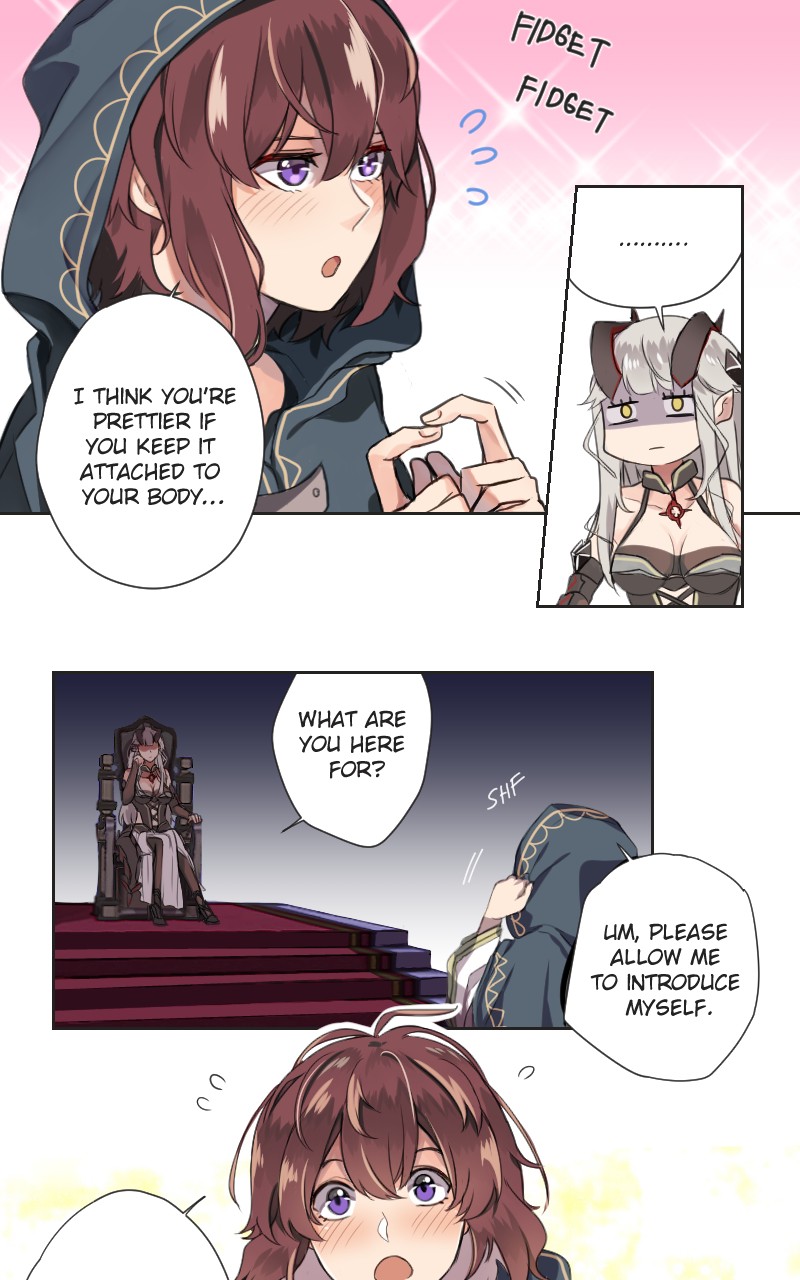 FIDGET
FIDGET
..........
I THINK YOU'RE
PRETTIER IF
YOU KEEP IT
ATTACHED TO
YOUR BODY...
WHAT ARE
YOU HERE
FOR?
SHF
UM, PLEASE
ALLOW ME
TO INTRODUCE
MYSELF.